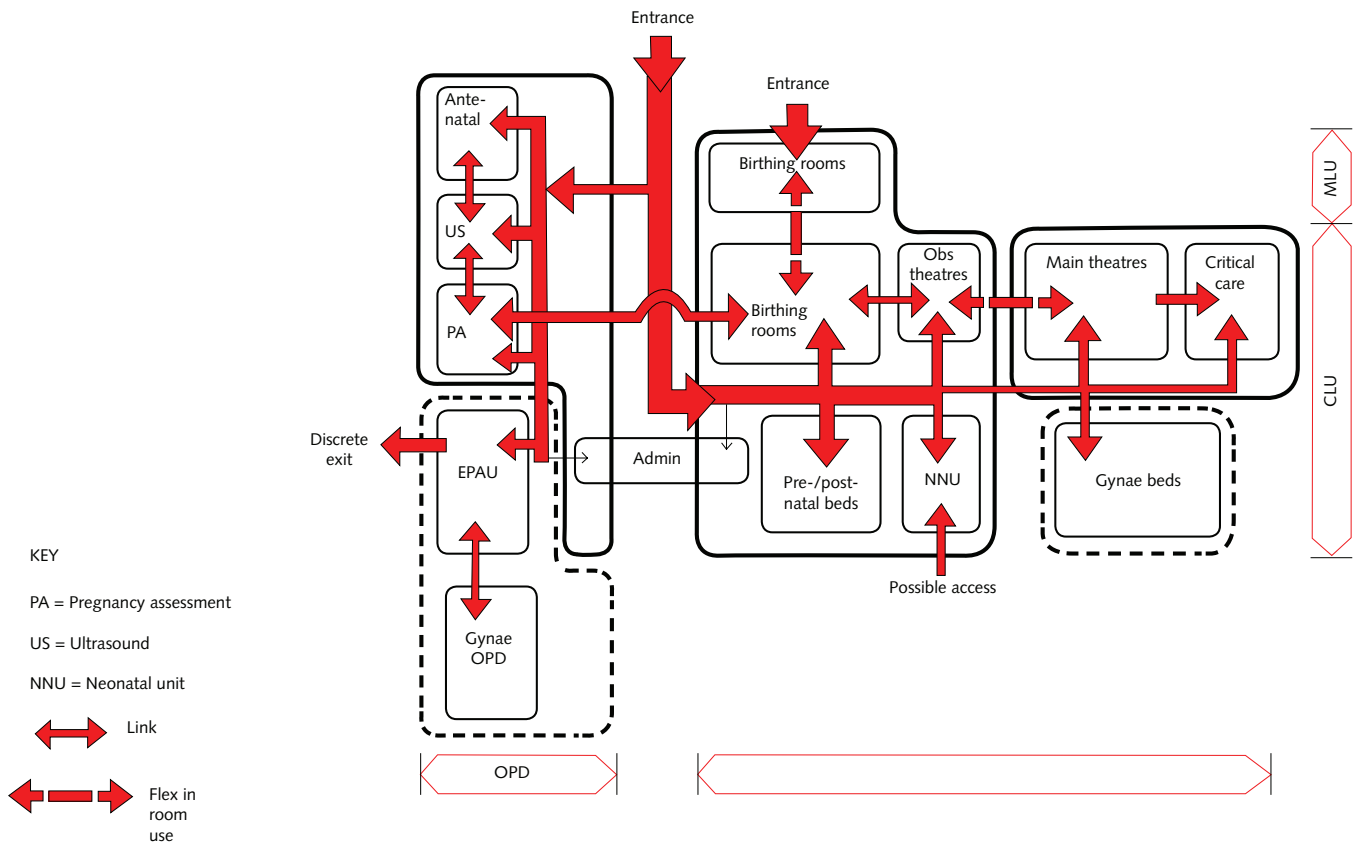 Entrance
Entrance
Ante-
natal
US
PA
Birthing rooms
Birthing
rooms
Obs
theatres
Main theatres
Critical
care
MLU
CLU
Discrete
exit
EPAU
Admin
Pre-/post-
natal beds
NNU
Gynae beds
Possible access
Gynae
OPD
KEY
PA = Pregnancy assessment
US = Ultrasound
NNU = Neonatal unit
Link
Flex in
room
use
OPD